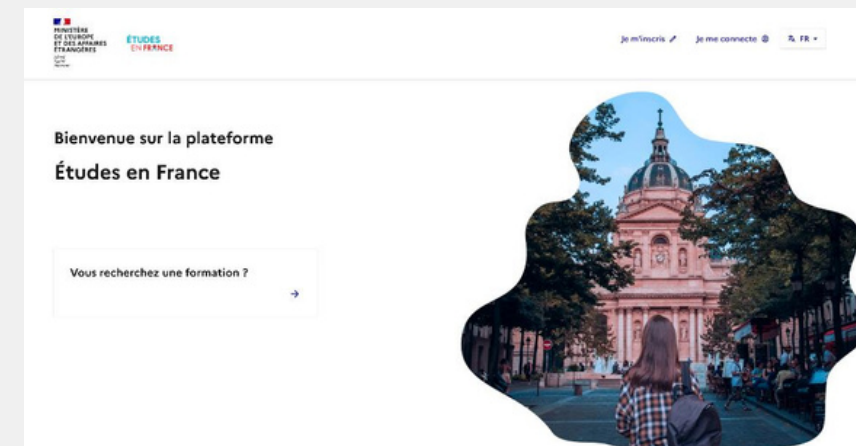 MINISTÈRE
DE L'EUROPE
ET DES AFFAIRES
ÉTRANGÈRES
ÉTUDES
EN FRANCE
Je m'inscris
Je me connecte
FR
Bienvenue sur la plateforme
Études en France
Vous recherchez une formation ?